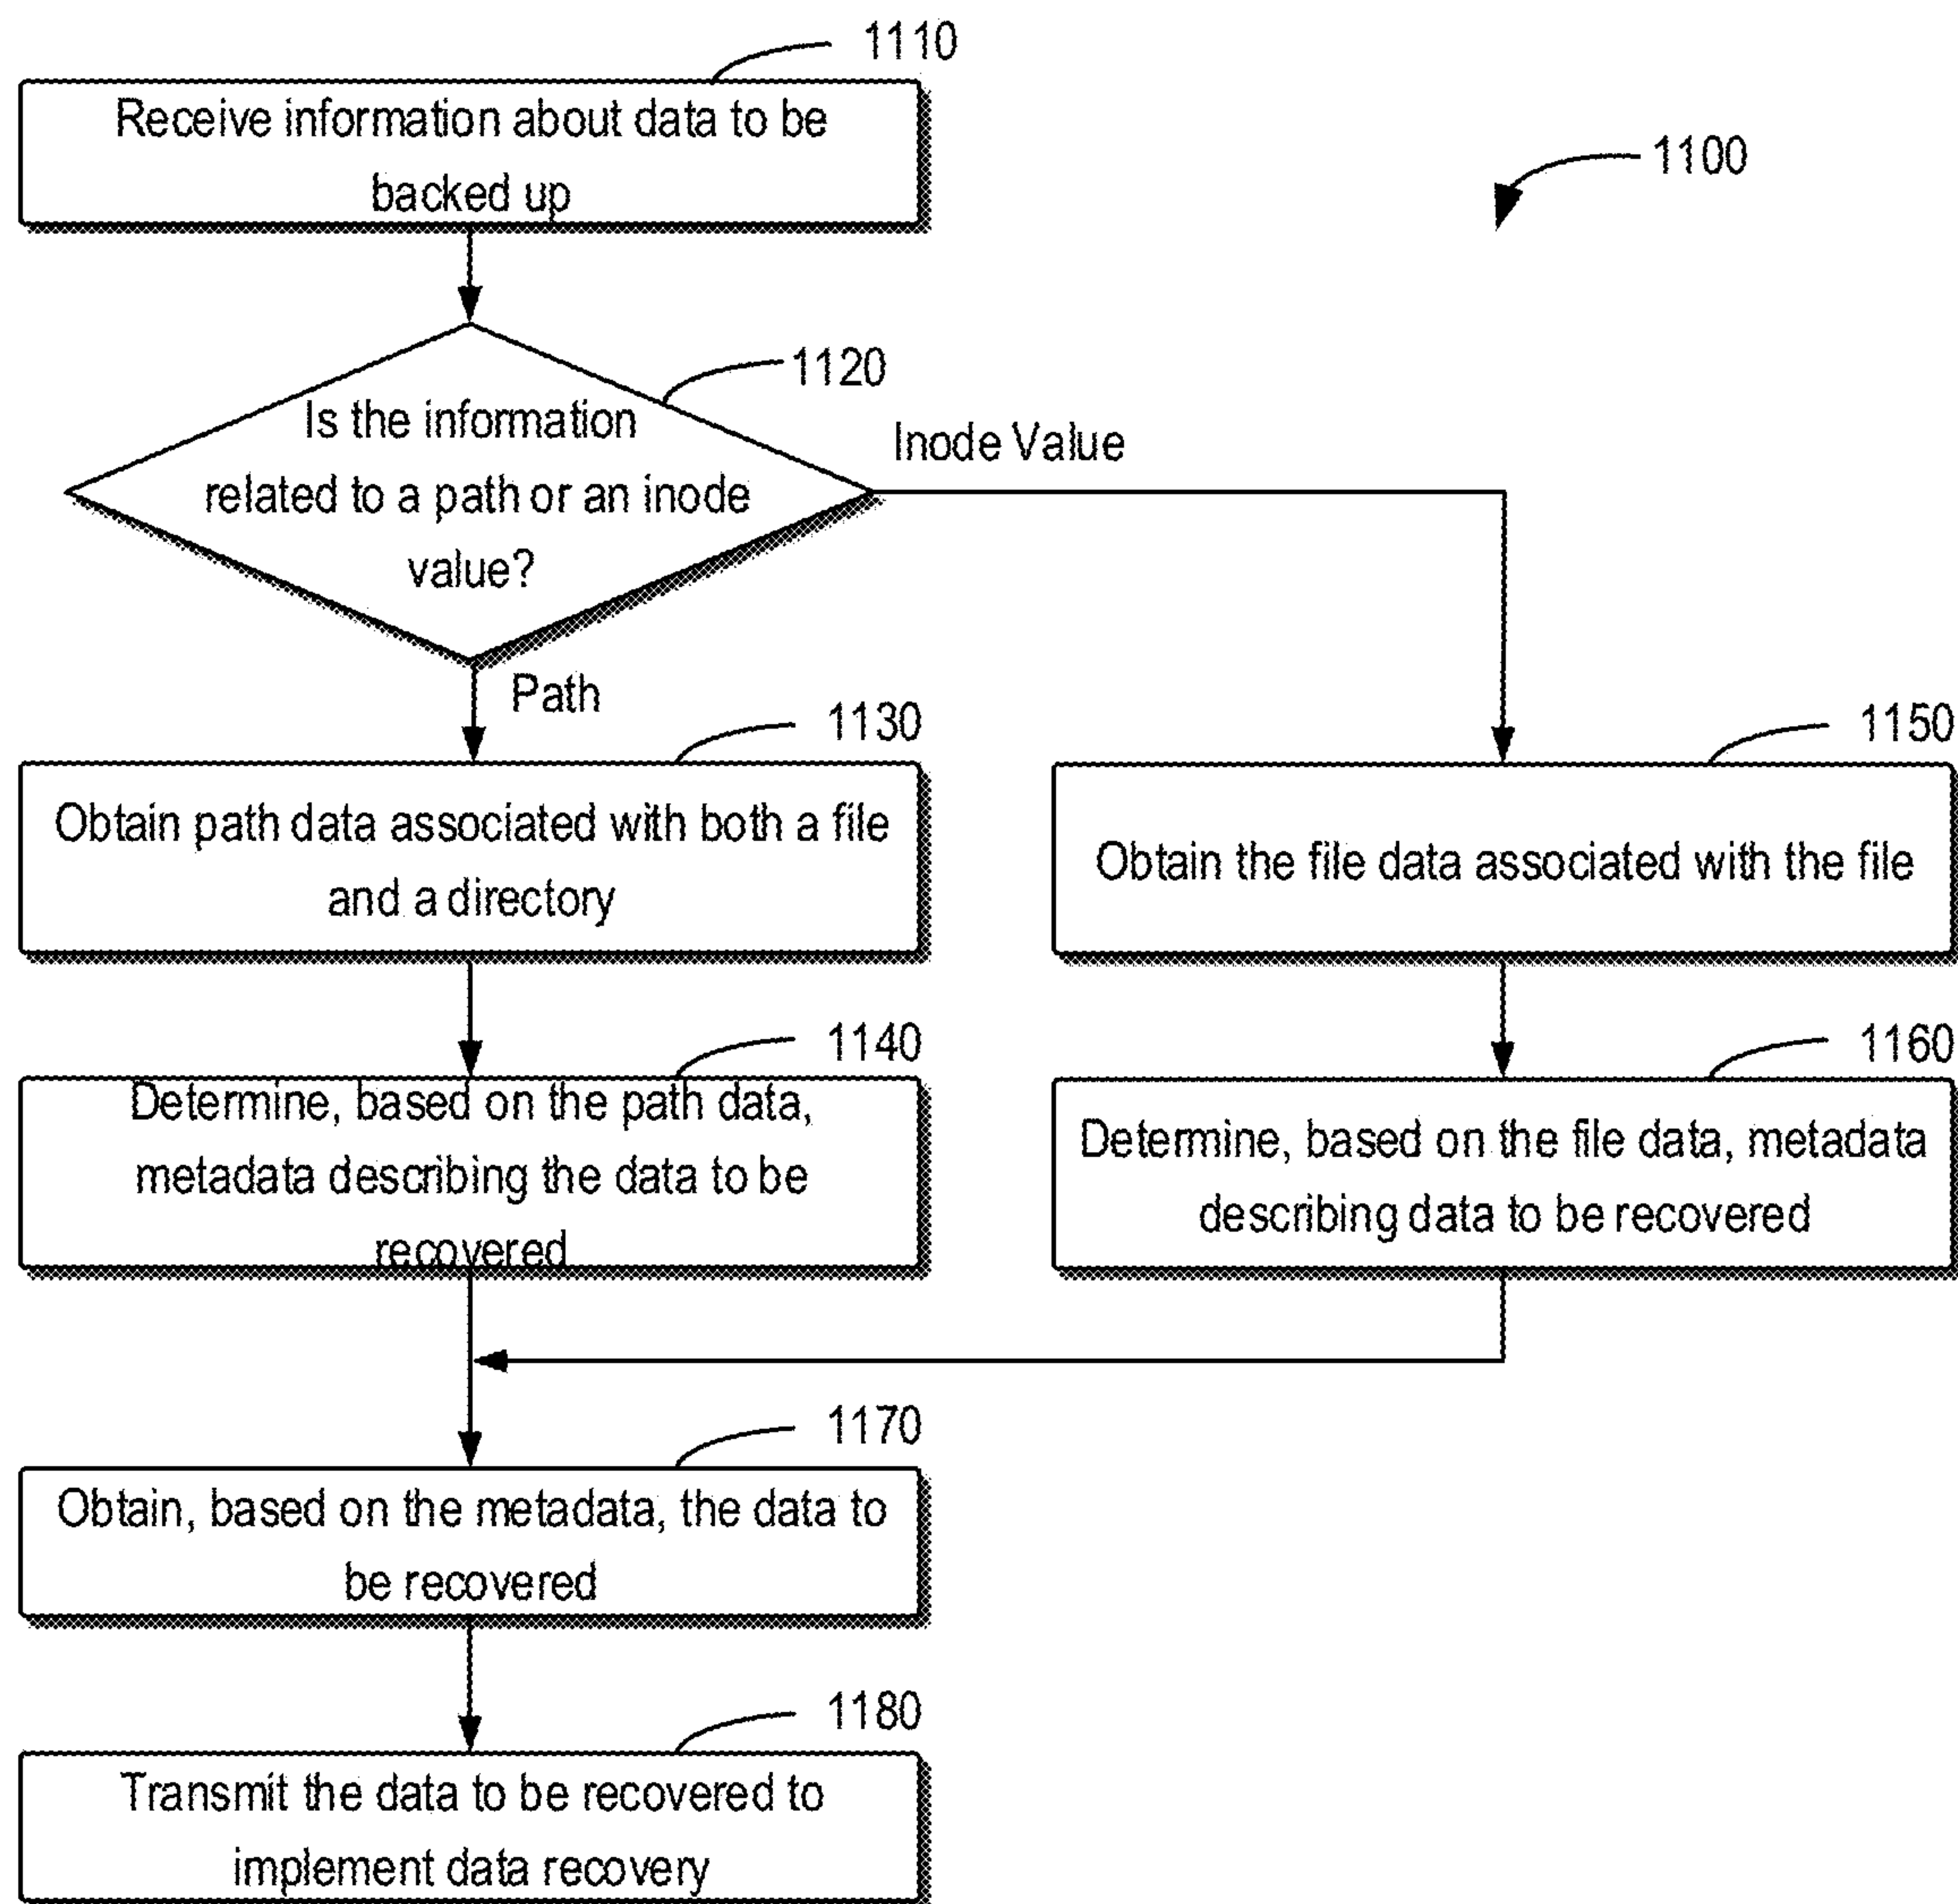 1110
Receive information about data to be
backed up
1100
1120
Is the information
related to a path or an inode
value?
Inode Value
Path
1130
Obtain path data associated with both a file
and a directory
1150
Obtain the file data associated with the file
1140
Determine, based on the path data,
metadata describing the data to be
recovered
1160
Determine, based on the file data, metadata
describing data to be recovered
1170
Obtain, based on the metadata, the data to
be recovered
1180
Transmit the data to be recovered to
implement data recovery